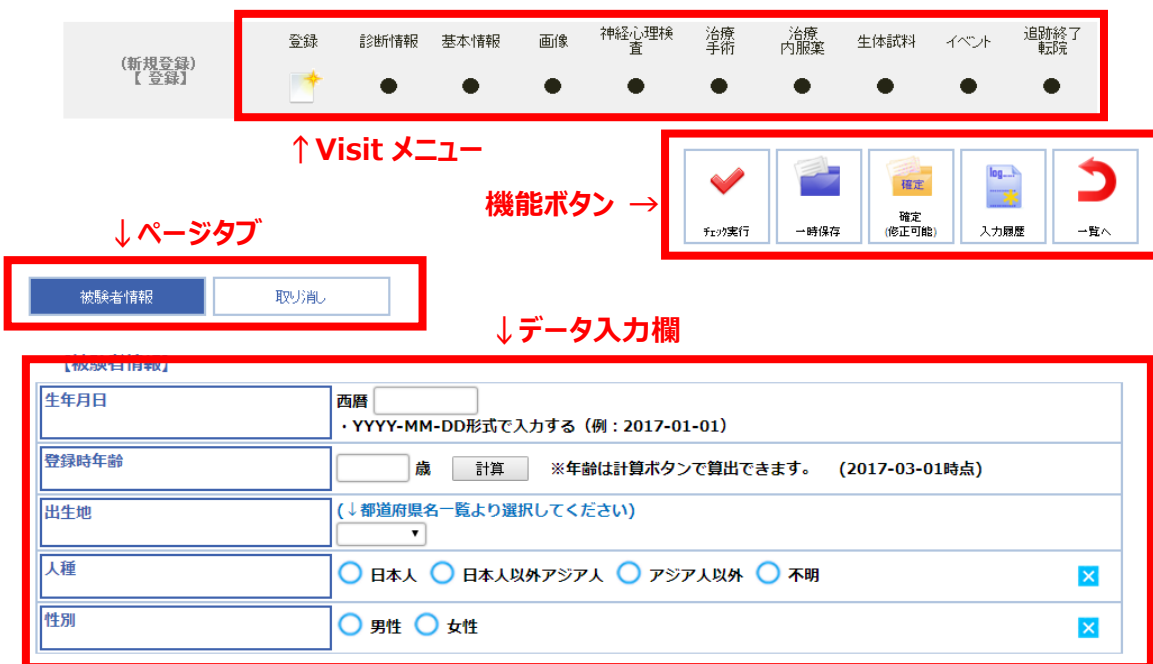 登録 診断情報 基本情報 画像 神経心理検査 治療手術 治療内服薬 生体試料 イベント 追跡終了転院
(新規登録)
【 登録】
↑Visit メニュー
機能ボタン →
log...
確定
ﾁｪｯｸ実行 一時保存 確定(修正可能) 入力履歴 一覧へ
↓ページタブ
被験者情報 取り消し
↓データ入力欄
【被験者情報】
生年月日 西暦
・YYYY-MM-DD形式で入力する（例：2017-01-01）
登録時年齢 歳 計算 ※年齢は計算ボタンで算出できます。 (2017-03-01時点)
出生地 (↓都道府県名一覧より選択してください)
人種 日本人 日本人以外アジア人 アジア人以外 不明
性別 男性 女性